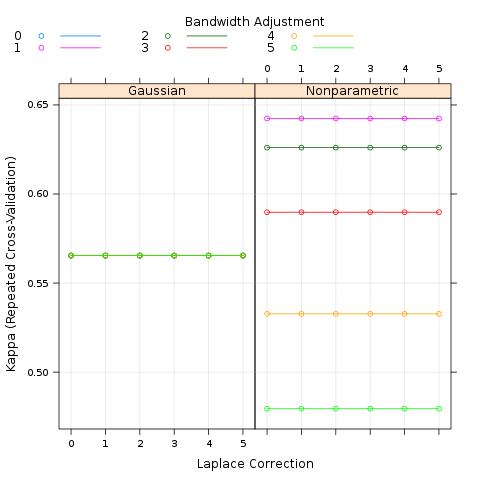 Bandwidth Adjustment
0 2 4
1 3 5
0 1 2 3 4 5
Gaussian Nonparametric
0.65
0.60
0.55
0.50
Kappa (Repeated Cross-Validation)
0 1 2 3 4 5
Laplace Correction